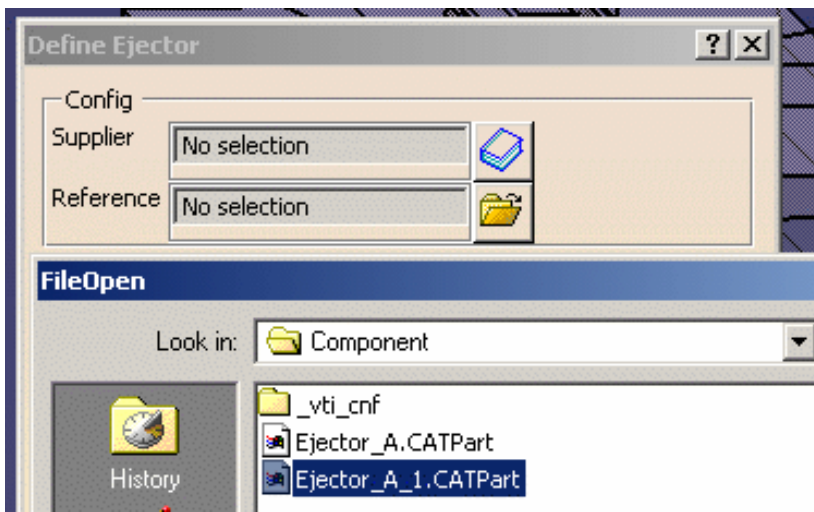 Define Ejector
Config
Supplier No selection
Reference No selection
FileOpen
Look in: Component
_vti_cnf
Ejector_A.CATPart
Ejector_A_1.CATPart
History